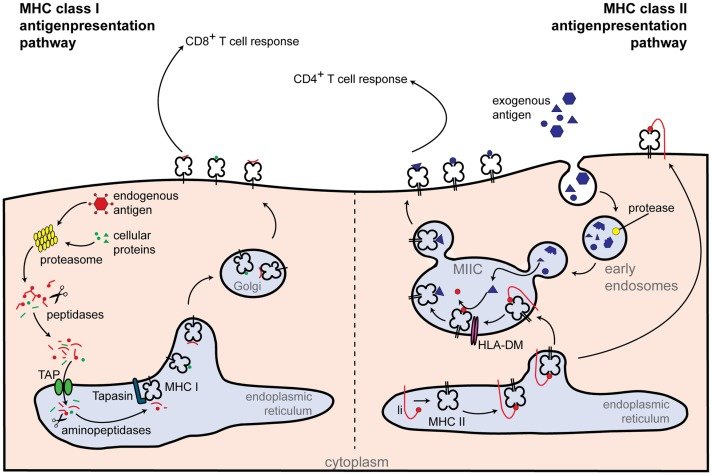 MHC class I
antigenpresentation
pathway
MHC class II
antigenpresentation
pathway
CD8+ T cell response
CD4+ T cell response
exogenous
antigen
endogenous
antigen
cellular
proteins
proteasome
peptidases
TAP
aminopeptidases
Tapasin
MHC I
Golgi
endoplasmic
reticulum
protease
early
endosomes
MIIC
HLA-DM
Ii
MHC II
endoplasmic
reticulum
cytoplasm